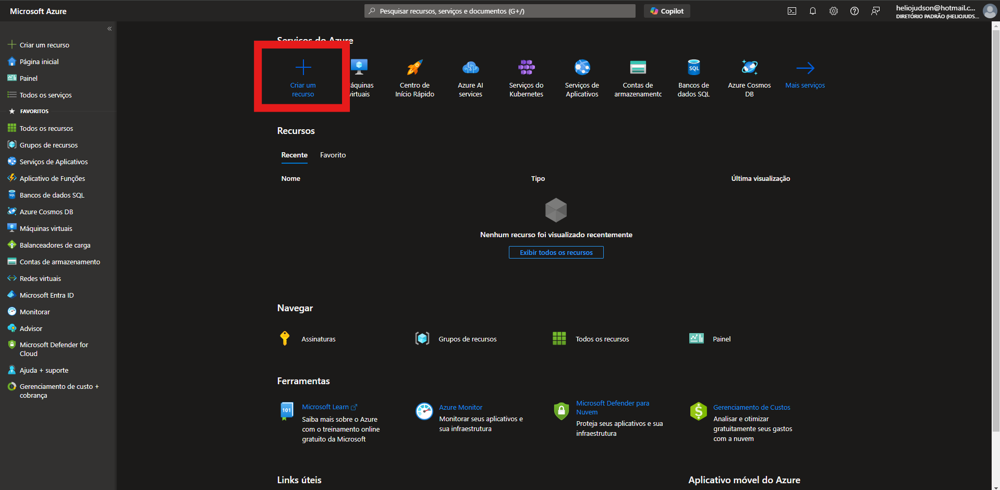 Microsoft Azure
Pesquisar recursos, serviços e documentos (G+/)
Copilot
heliojudson@hotmail.c...
DIRETÓRIO PADRÃO (HELIOJUDS...
Criar um recurso
Página inicial
Painel
Todos os serviços
FAVORITOS
Todos os recursos
Grupos de recursos
Serviços de Aplicativos
Aplicativo de Funções
Bancos de dados SQL
Azure Cosmos DB
Máquinas virtuais
Balanceadores de carga
Contas de armazenamento
Redes virtuais
Microsoft Entra ID
Monitorar
Advisor
Microsoft Defender for
Cloud
Ajuda + suporte
Gerenciamento de custo +
cobrança
Serviços do Azure
Criar um
recurso
áquinas
irtuais
Centro de
Início Rápido
Azure AI
services
Serviços do
Kubernetes
Serviços de
Aplicativos
Contas de
armazenamentc
SQL
Bancos de
dados SQL
Azure Cosmos
DB
Mais serviços
Recursos
Recente
Favorito
Nome
Tipo
Última visualização
Nenhum recurso foi visualizado recentemente
Exibir todos os recursos
Navegar
Assinaturas
Grupos de recursos
Todos os recursos
Painel
Ferramentas
101
Microsoft Learn
Saiba mais sobre o Azure
com o treinamento online
gratuito da Microsoft
Azure Monitor
Monitorar seus aplicativos e
sua infraestrutura
Microsoft Defender para
Nuvem
Proteja seus aplicativos e sua
infraestrutura
Gerenciamento de Custos
Analisar e otimizar
gratuitamente seus gastos
com a nuvem
Links úteis
Aplicativo móvel do Azure